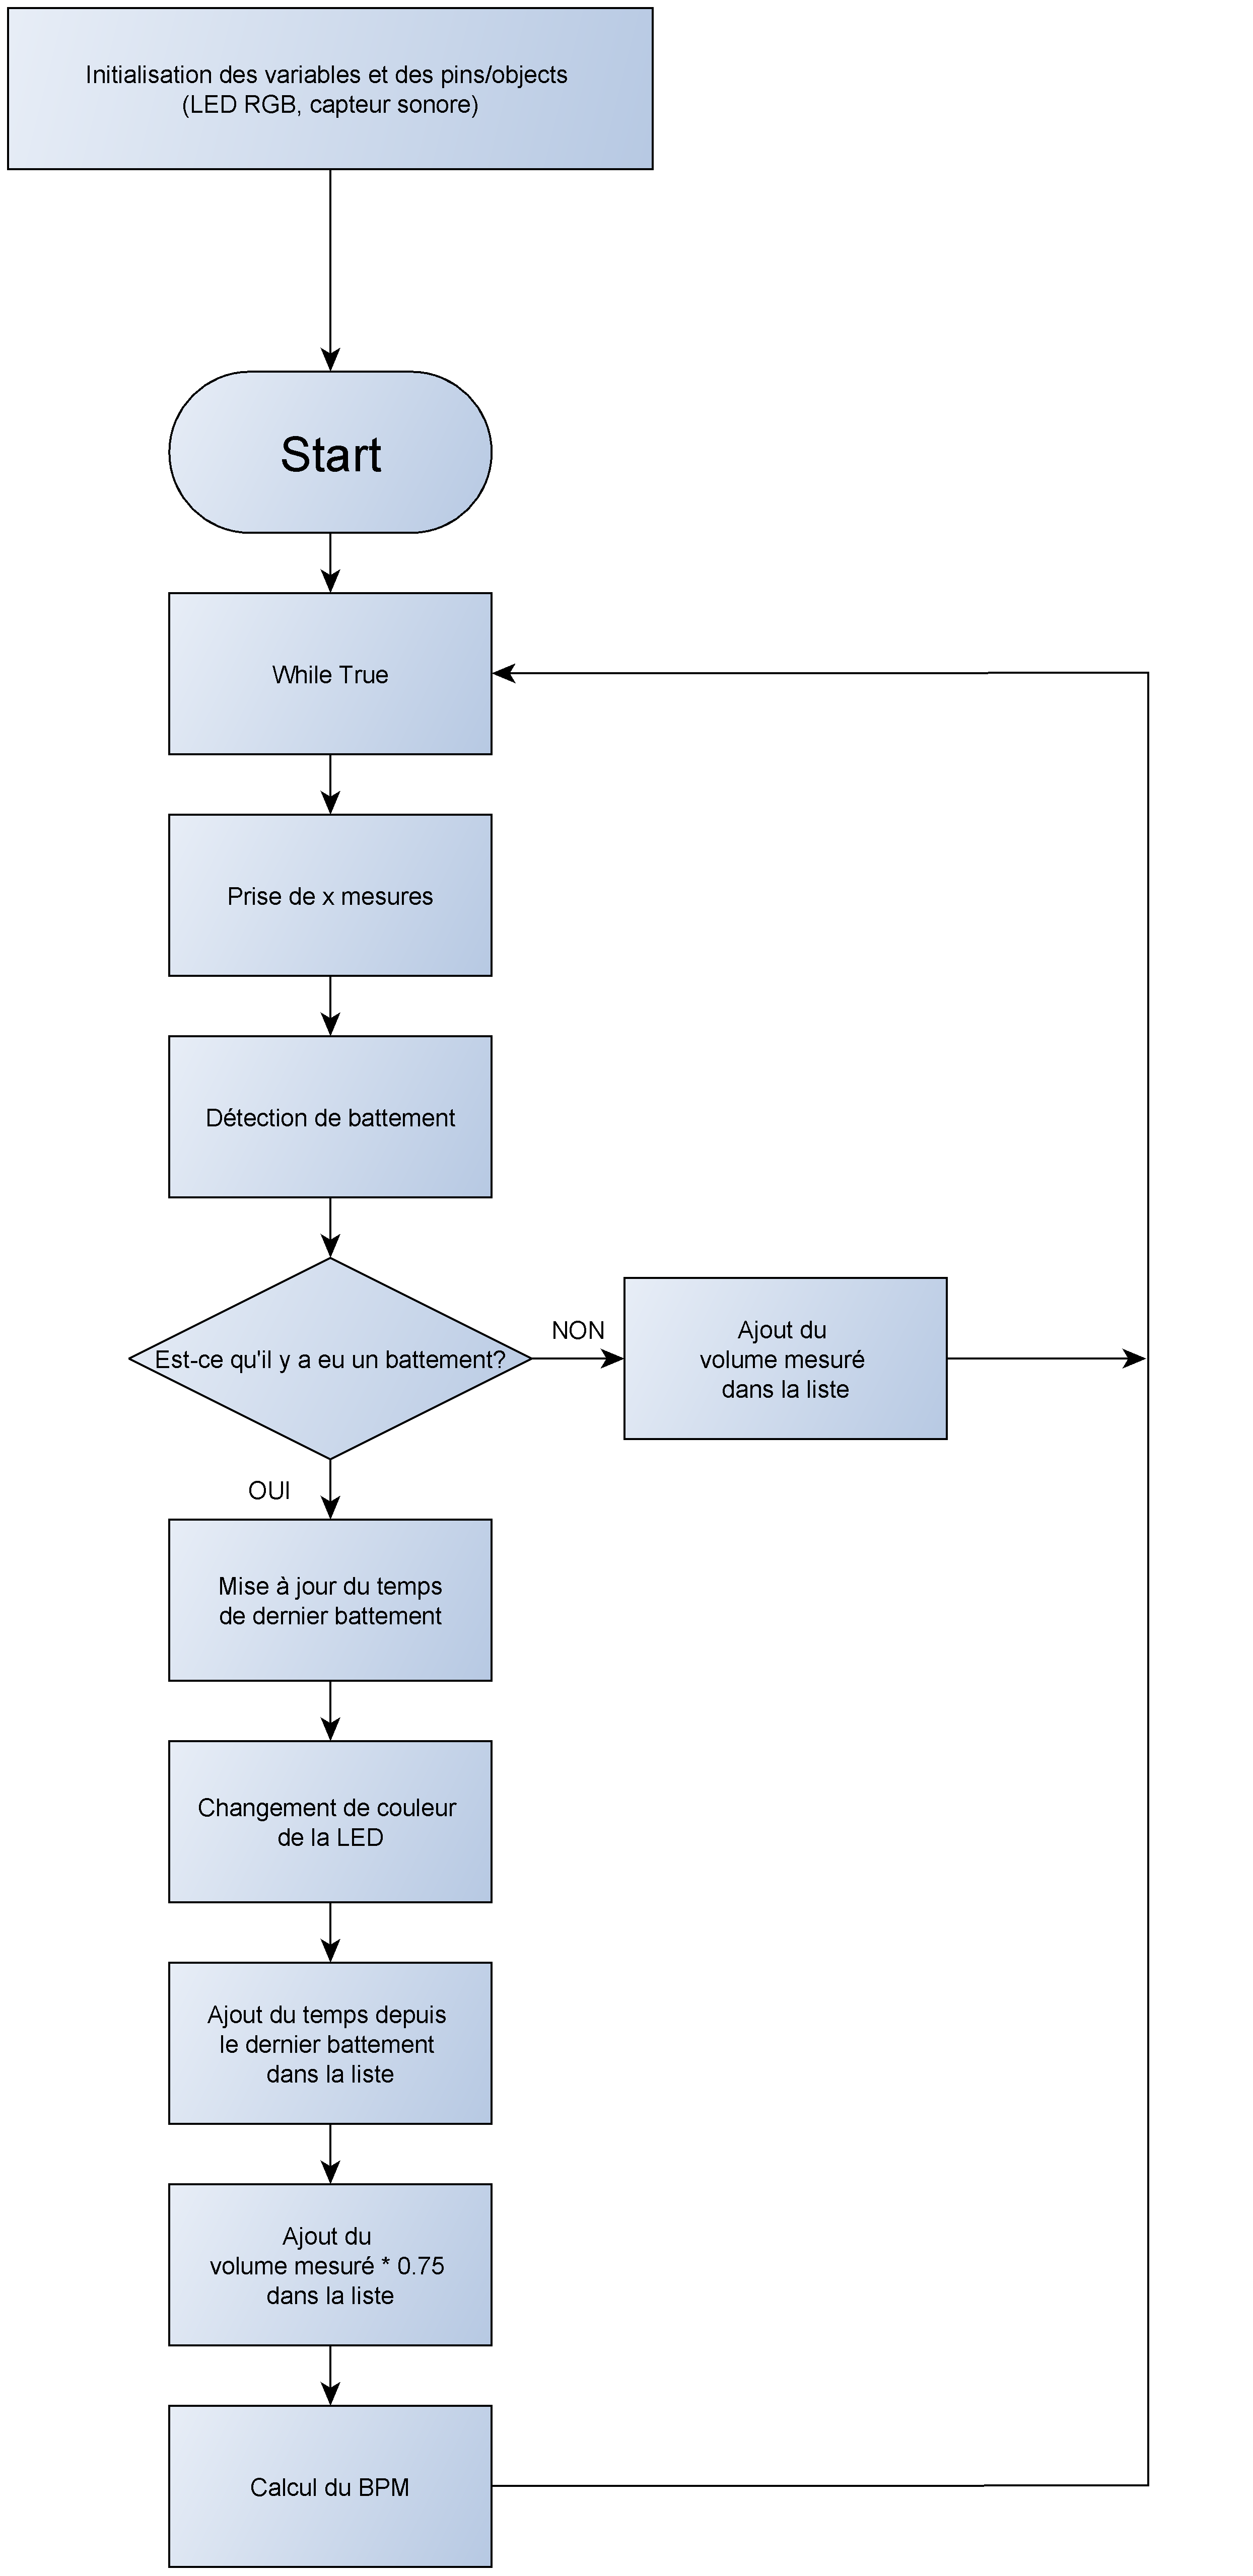 Initialisation des variables et des pins/objects
(LED RGB, capteur sonore)
Start
While True
Prise de x mesures
Détection de battement
Est-ce qu'il y a eu un battement?
NON
Ajout du
volume mesuré
dans la liste
OUI
Mise à jour du temps
de dernier battement
Changement de couleur
de la LED
Ajout du temps depuis
le dernier battement
dans la liste
Ajout du
volume mesuré * 0.75
dans la liste
Calcul du BPM